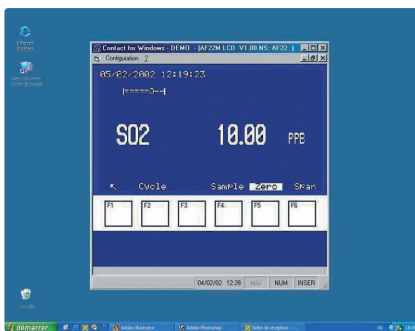 Internet
Explorer
Contact for Windows - DEMO - [AF22M LCD V1.08 NS: AF22 ]
Configuration ?
05/02/2002 12:19:23
SO2 10.00 PPB
Cycle Sample Zero Span
F1 F2 F3 F4 F5 F6
04/02/02 12:28 MAJ NUM INSER
démarrer Adobe Illustrator Adobe Photoshop Boîte de réception -